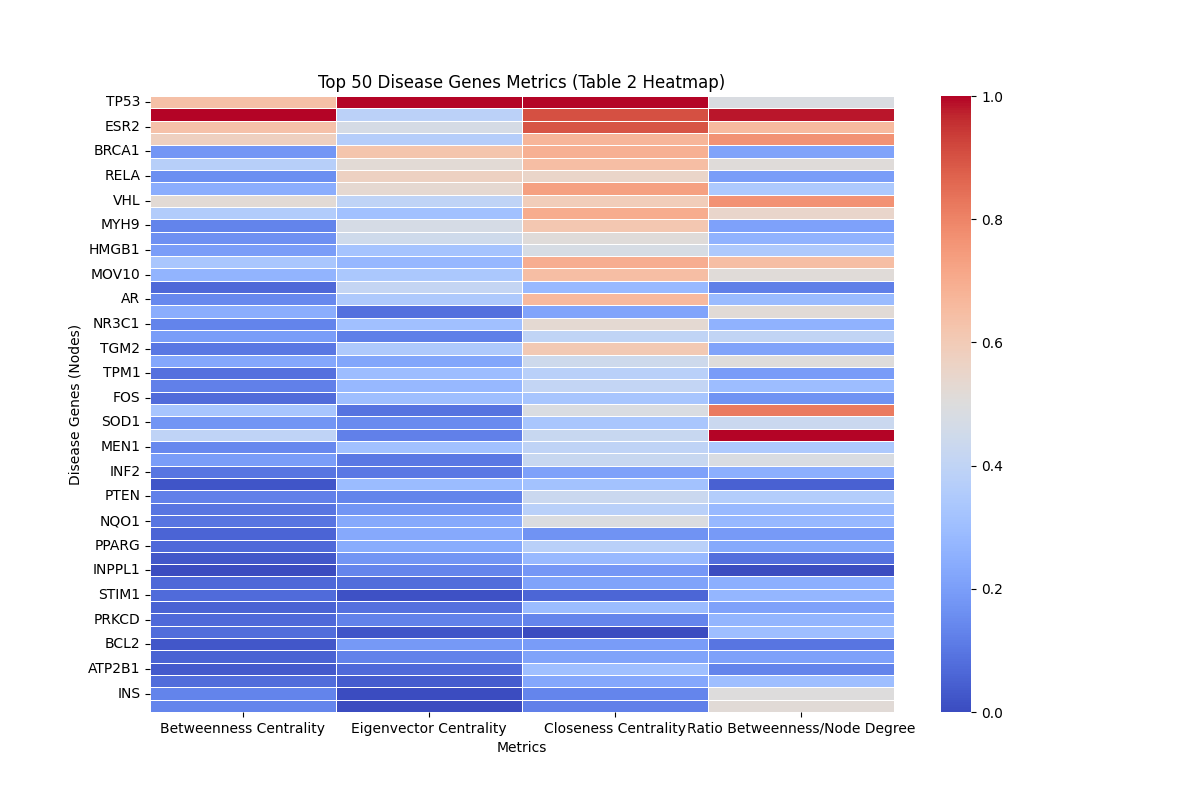 Top 50 Disease Genes Metrics (Table 2 Heatmap)
Disease Genes (Nodes)
TP53
ESR2
BRCA1
RELA
VHL
MYH9
HMGB1
MOV10
AR
NR3C1
TGM2
TPM1
FOS
SOD1
MEN1
INF2
PTEN
NQO1
PPARG
INPPL1
STIM1
PRKCD
BCL2
ATP2B1
INS
Betweenness Centrality
Eigenvector Centrality
Closeness Centrality
Ratio Betweenness/Node Degree
Metrics
1.0
0.8
0.6
0.4
0.2
0.0